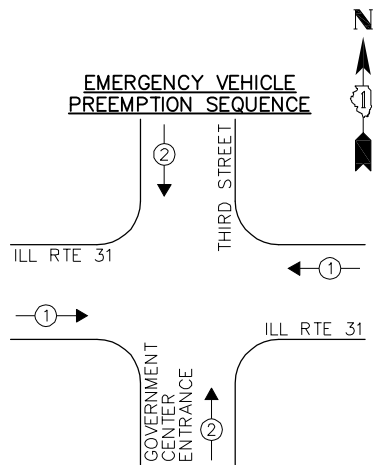 N
EMERGENCY VEHICLE
PREEMPTION SEQUENCE
1
2
THIRD STREET
ILL RTE 31
1
1
ILL RTE 31
GOVERNMENT
CENTER
ENTRANCE
2